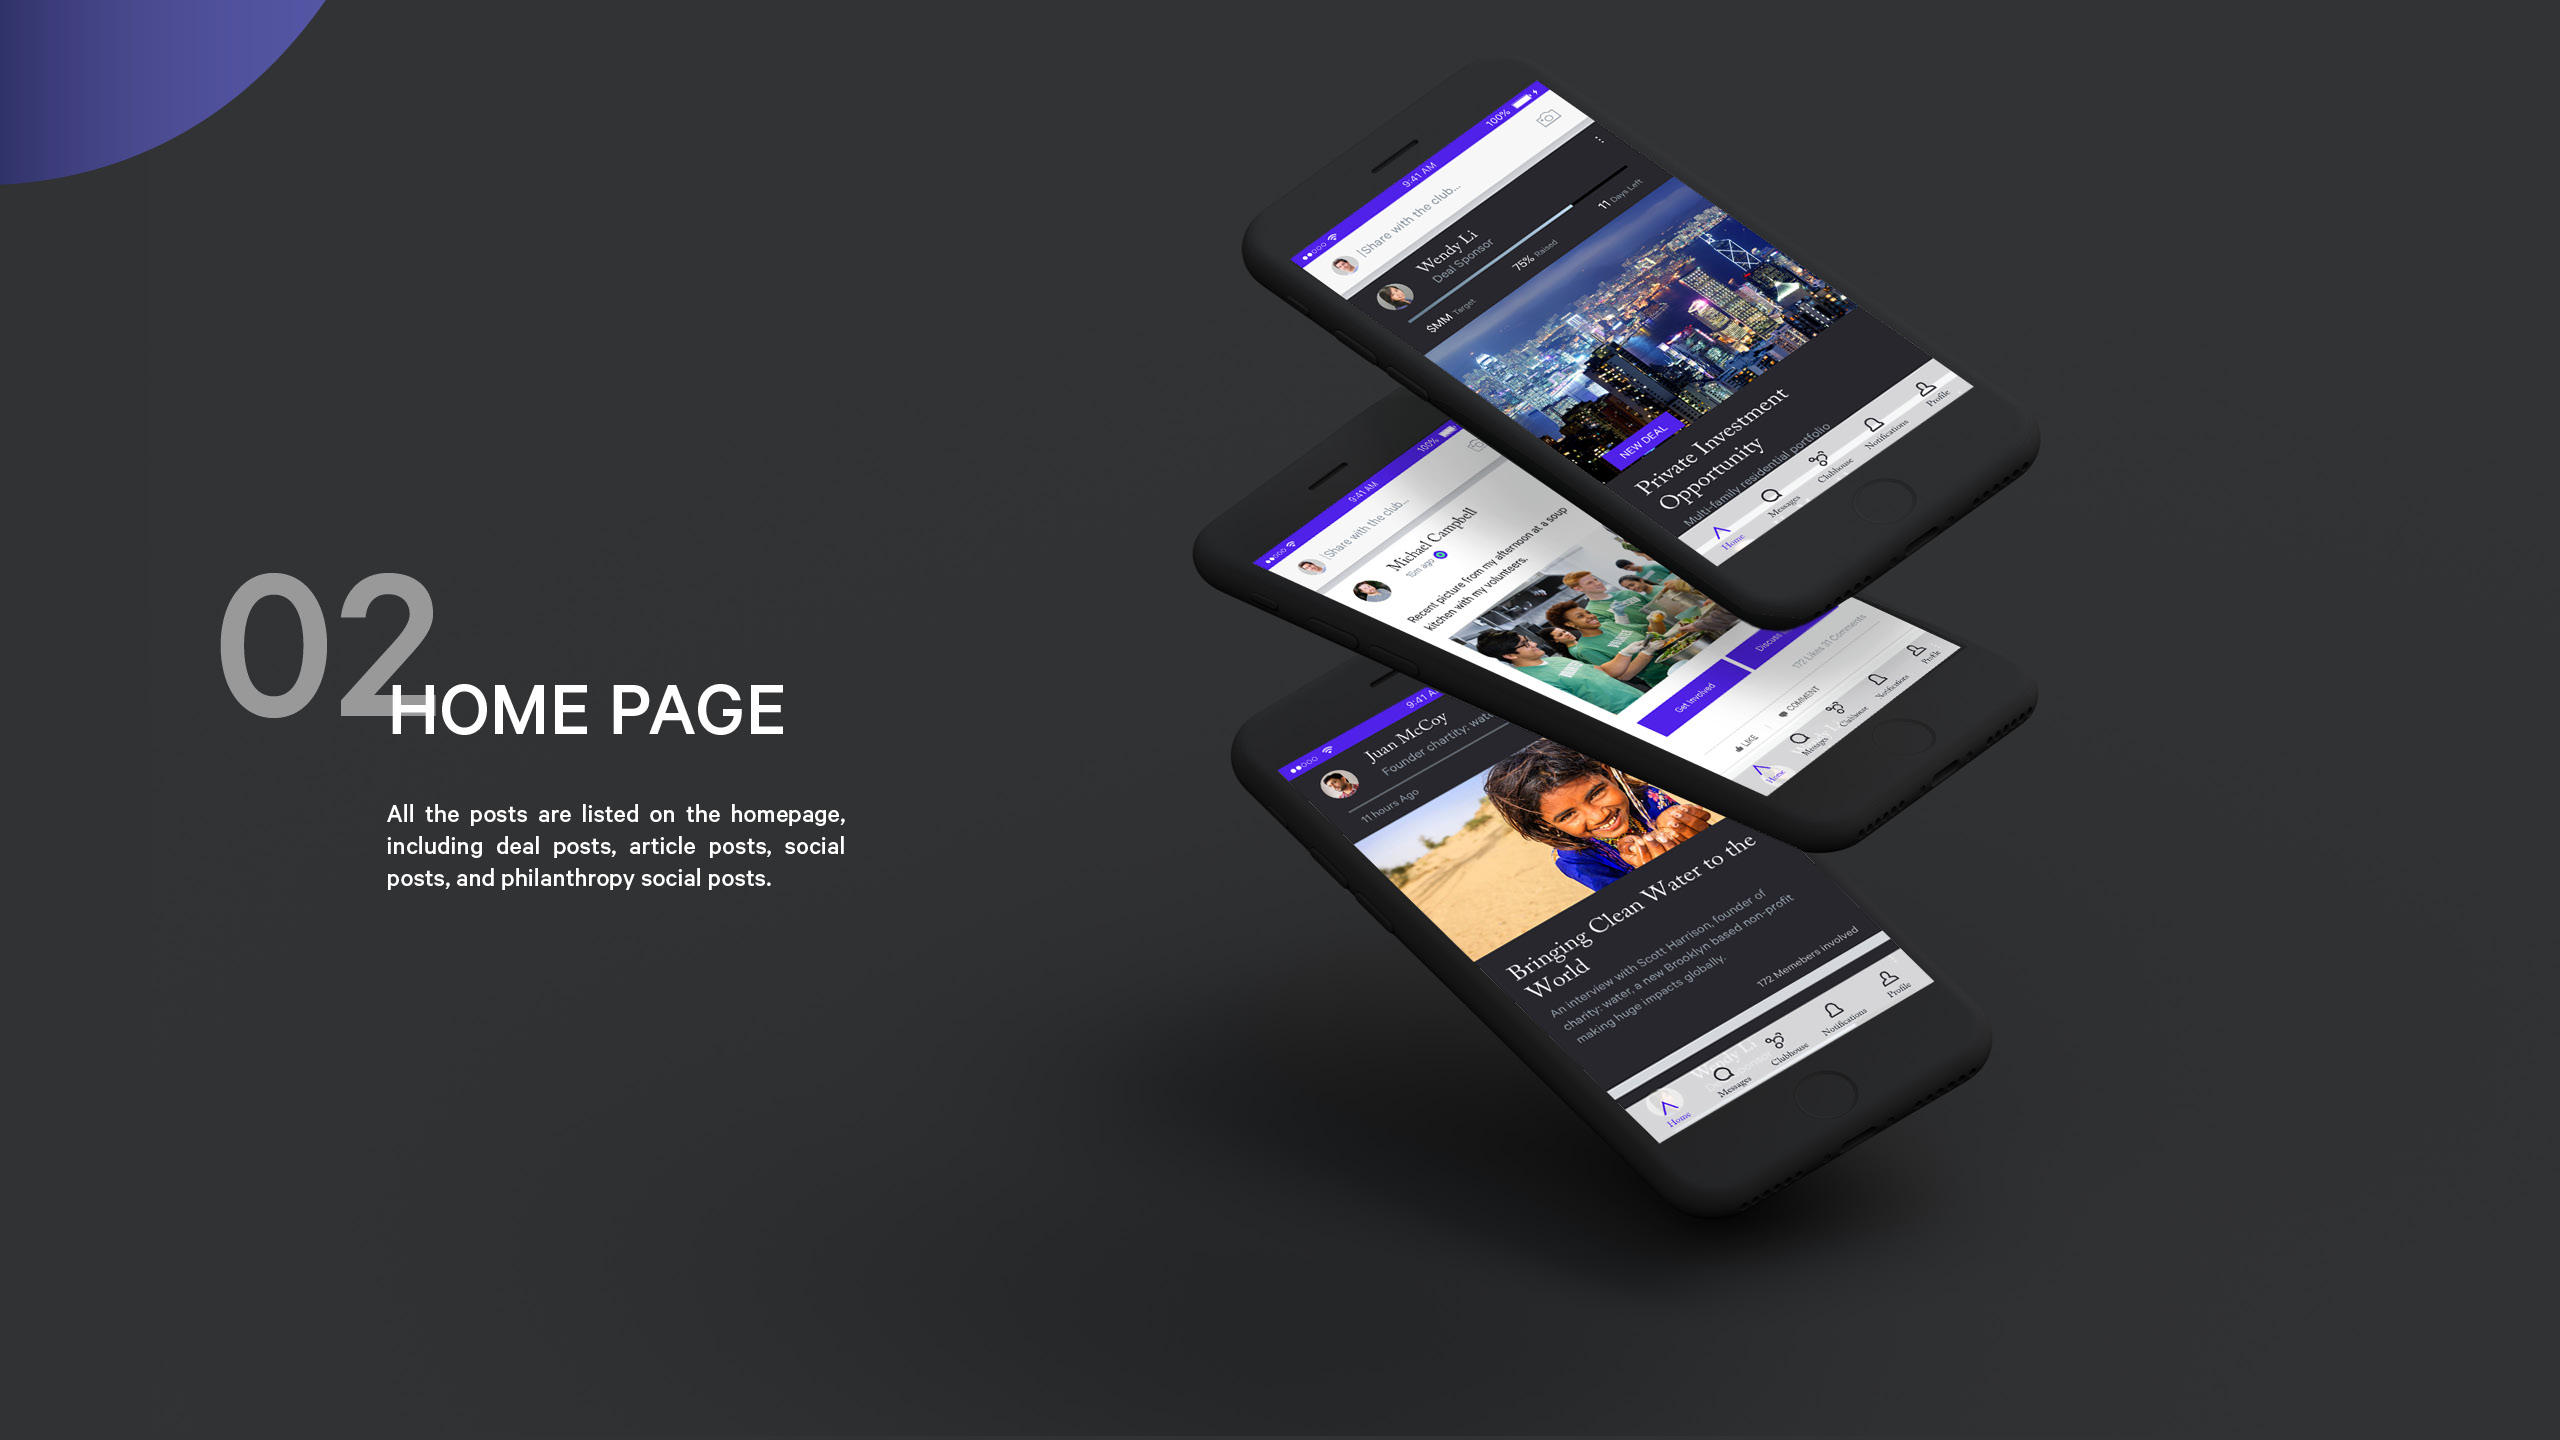 02
HOME PAGE
All the posts are listed on the homepage,
including deal posts, article posts, social
posts, and philanthropy social posts.
9:41 AM
100%
|Share with the club...
Wendy Li
Deal Sponsor
$MM Target
75% Raised
11 Days Left
NEW DEAL
Private Investment
Opportunity
Multi-family residential portfolio
Home
Messages
Clubhouse
Notifications
Profile
9:41 AM
100%
|Share with the club...
Michael Campbell
15m ago
Recent picture from my afternoon at a soup
kitchen with my volunteers.
Get Involved
Discuss
172 Likes 31 Comments
LIKE
COMMENT
Home
Messages
Clubhouse
Notifications
Profile
9:41 A
Juan McCoy
Founder chartity: wat
11 hours Ago
Bringing Clean Water to the
World
An interview with Scott Harrison, founder of
charity: water, a new Brooklyn based non-profit
making huge impacts globally.
172 Memebers involved
Wendy Li
Home
Messages
Clubhouse
Notifications
Profile